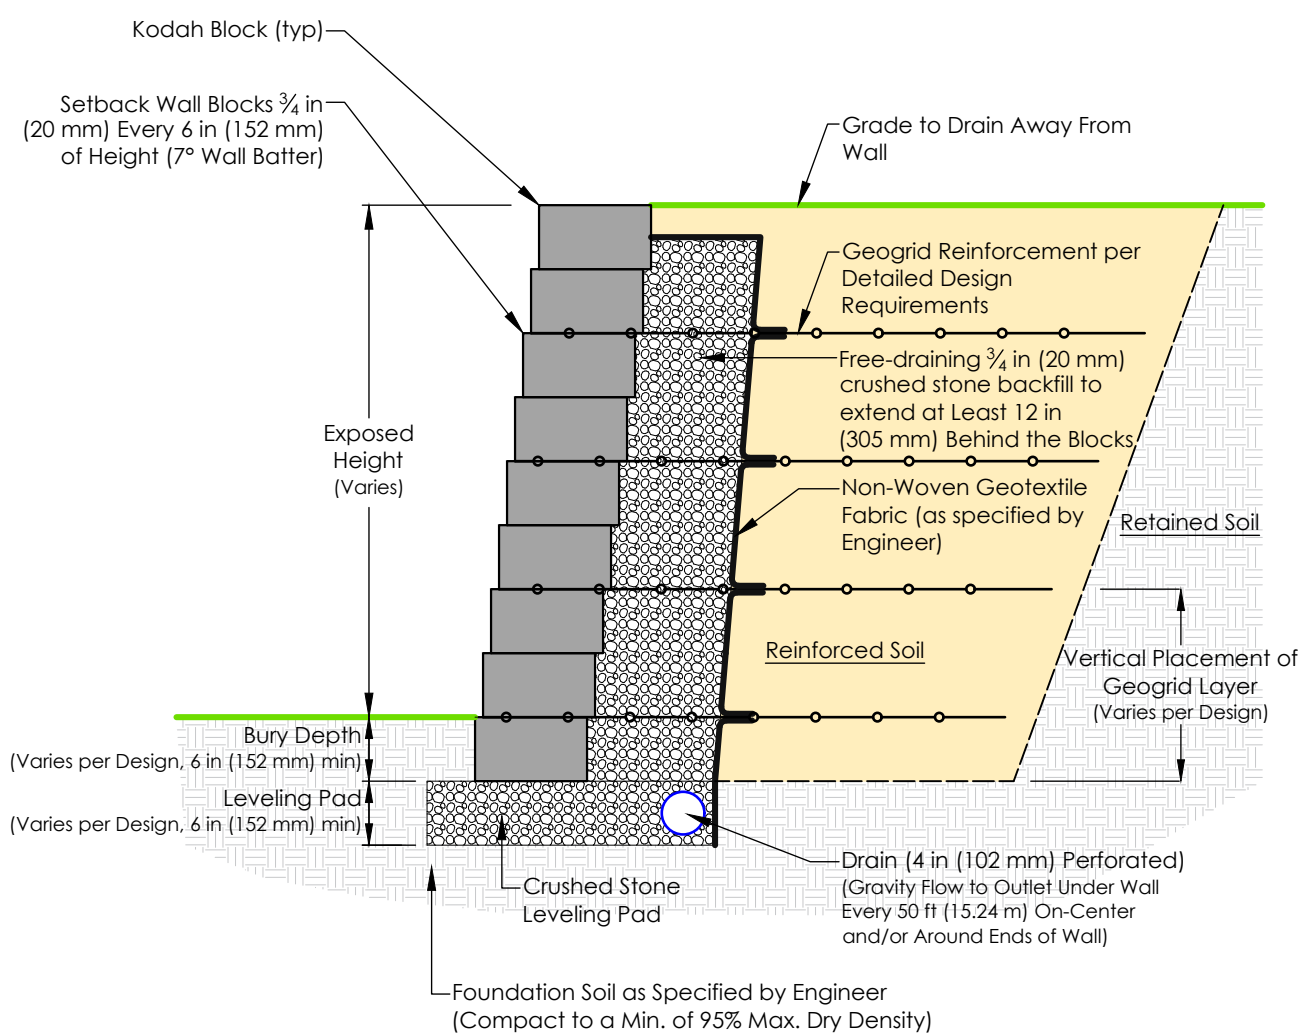 Kodah Block (typ)
Setback Wall Blocks ¾ in
(20 mm) Every 6 in (152 mm)
of Height (7° Wall Batter)
Grade to Drain Away From
Wall
Geogrid Reinforcement per
Detailed Design
Requirements
Free-draining ¾ in (20 mm)
crushed stone backfill to
extend at Least 12 in
(305 mm) Behind the Blocks
Exposed
Height
(Varies)
Non-Woven Geotextile
Fabric (as specified by
Engineer)
Retained Soil
Reinforced Soil
Vertical Placement of
Geogrid Layer
(Varies per Design)
Bury Depth
(Varies per Design, 6 in (152 mm) min)
Leveling Pad
(Varies per Design, 6 in (152 mm) min)
Crushed Stone
Leveling Pad
Drain (4 in (102 mm) Perforated)
(Gravity Flow to Outlet Under Wall
Every 50 ft (15.24 m) On-Center
and/or Around Ends of Wall)
Foundation Soil as Specified by Engineer
(Compact to a Min. of 95% Max. Dry Density)